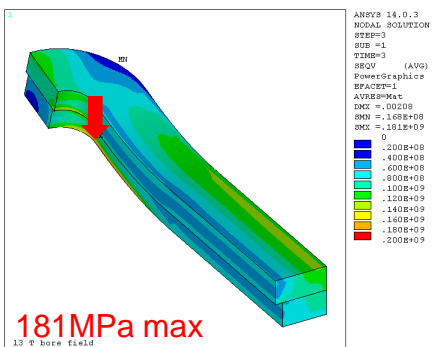 1
MN
181MPa max
13 T bore field
ANSYS 14.0.3
NODAL SOLUTION
STEP=3
SUB =1
TIME=3
SEQV (AVG)
PowerGraphics
EFACET=1
AVRES=Mat
DMX =.00208
SMN =.168E+08
SMX =.181E+09
0
.200E+08
.400E+08
.600E+08
.800E+08
.100E+09
.120E+09
.140E+09
.160E+09
.180E+09
.200E+09